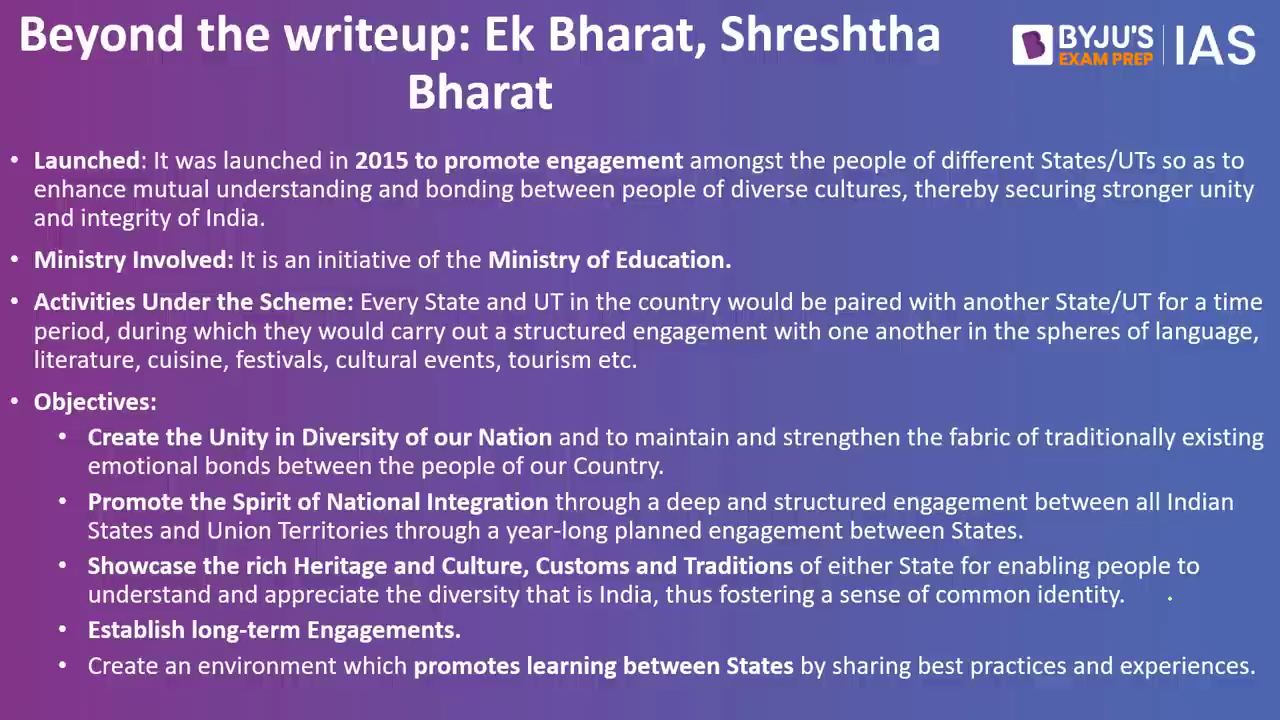 Beyond the writeup: Ek Bharat, Shreshtha
Bharat
BYJU'S
EXAM PREP
IAS
• Launched: It was launched in 2015 to promote engagement amongst the people of different States/UTs so as to
enhance mutual understanding and bonding between people of diverse cultures, thereby securing stronger unity
and integrity of India.
• Ministry Involved: It is an initiative of the Ministry of Education.
• Activities Under the Scheme: Every State and UT in the country would be paired with another State/UT for a time
period, during which they would carry out a structured engagement with one another in the spheres of language,
literature, cuisine, festivals, cultural events, tourism etc.
• Objectives:
• Create the Unity in Diversity of our Nation and to maintain and strengthen the fabric of traditionally existing
emotional bonds between the people of our Country.
• Promote the Spirit of National Integration through a deep and structured engagement between all Indian
States and Union Territories through a year-long planned engagement between States.
• Showcase the rich Heritage and Culture, Customs and Traditions of either State for enabling people to
understand and appreciate the diversity that is India, thus fostering a sense of common identity.
• Establish long-term Engagements.
• Create an environment which promotes learning between States by sharing best practices and experiences.